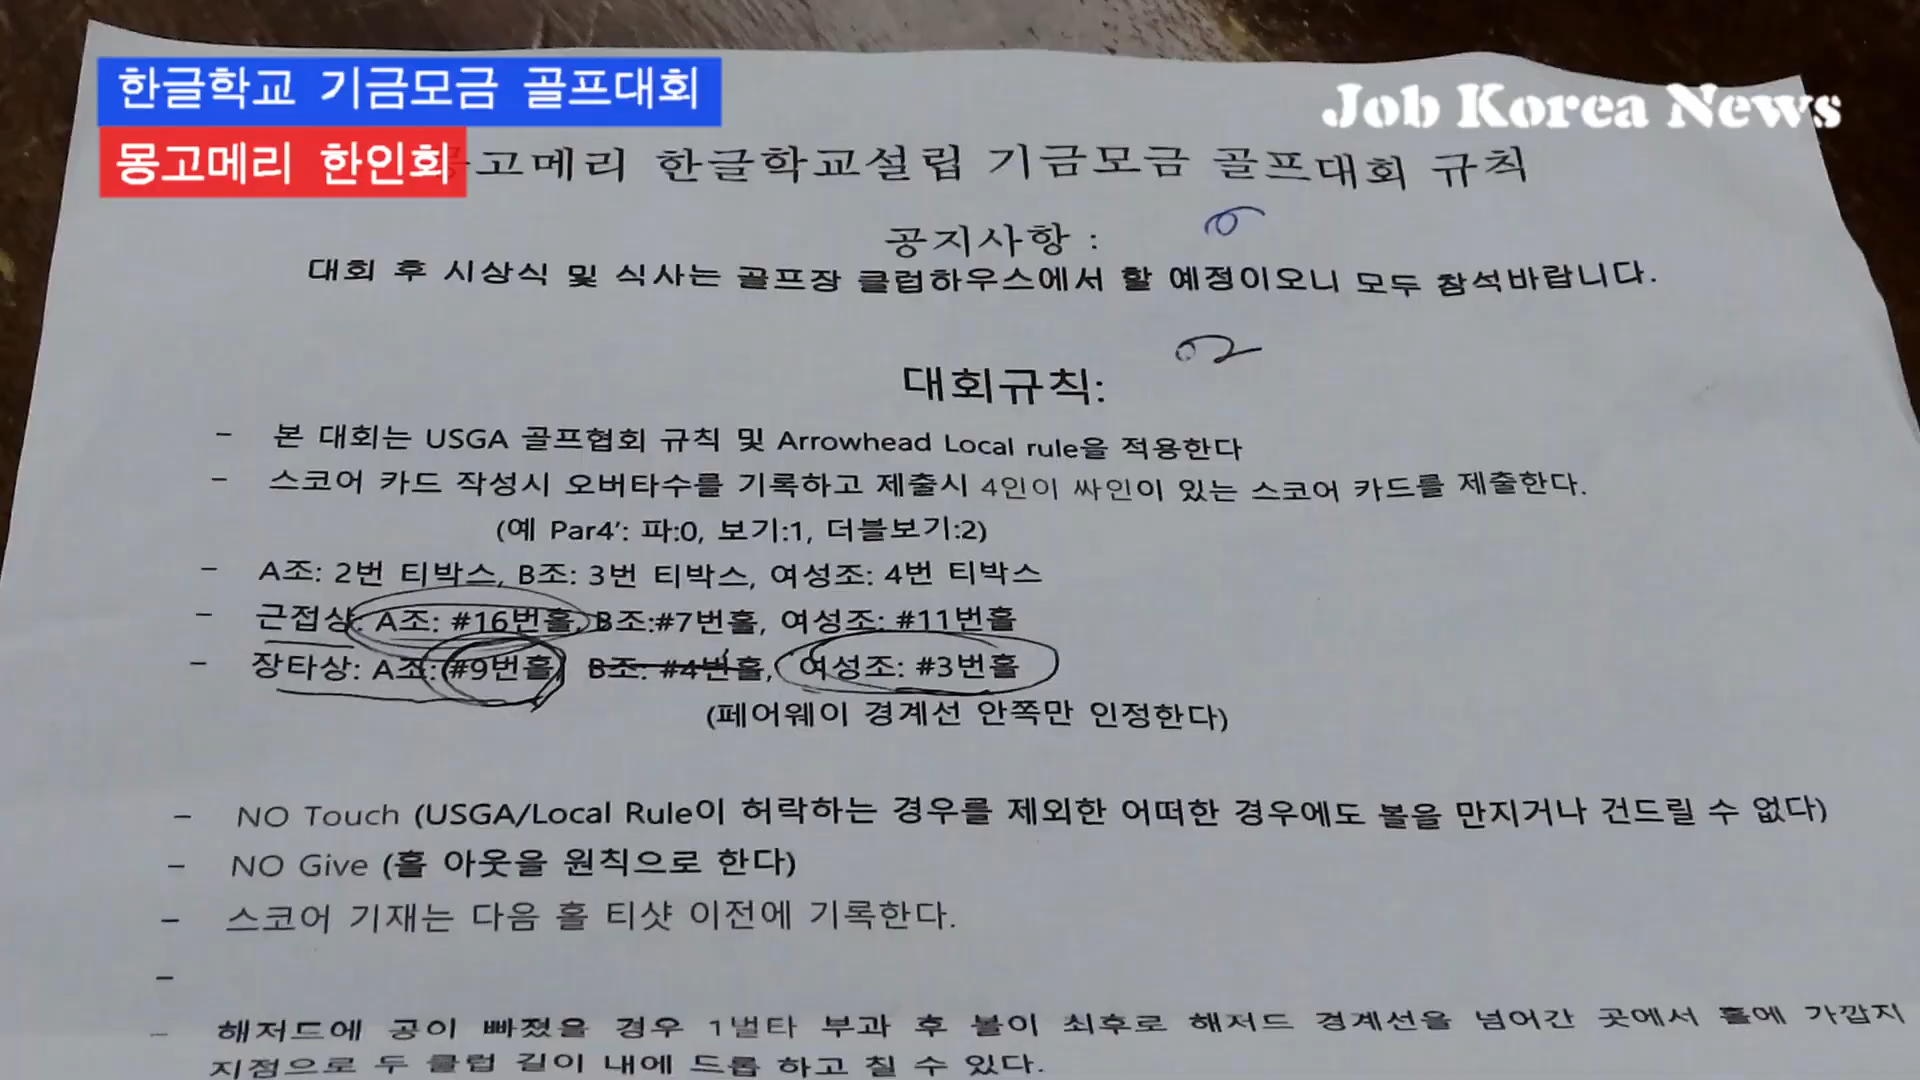 한글학교 기금모금 골프대회
Job Korea News
몽고메리 한인회
고메리 한글학교설립 기금모금 골프대회 규칙
공지사항 :
대회 후 시상식 및 식사는 골프장 클럽하우스에서 할 예정이오니 모두 참석바랍니다.
대회규칙:
- 본 대회는 USGA 골프협회 규칙 및 Arrowhead Local rule을 적용한다
- 스코어 카드 작성시 오버타수를 기록하고 제출시 4인이 싸인이 있는 스코어 카드를 제출한다.
(예 Par4': 파:0, 보기:1, 더블보기:2)
- A조: 2번 티박스, B조: 3번 티박스, 여성조: 4번 티박스
- 근접상: A조: #16번홀, B조:#7번홀, 여성조: #11번홀
- 장타상: A조: #9번홀, B조: #4번홀, 여성조: #3번홀
(페어웨이 경계선 안쪽만 인정한다)
- NO Touch (USGA/Local Rule이 허락하는 경우를 제외한 어떠한 경우에도 볼을 만지거나 건드릴 수 없다)
- NO Give (홀 아웃을 원칙으로 한다)
- 스코어 기재는 다음 홀 티샷 이전에 기록한다.
-
- 해저드에 공이 빠졌을 경우 1벌타 부과 후 볼이 최후로 해저드 경계선을 넘어간 곳에서 홀에 가깝지
지점으로 두 클럽 길이 내에 드롭 하고 칠 수 있다.